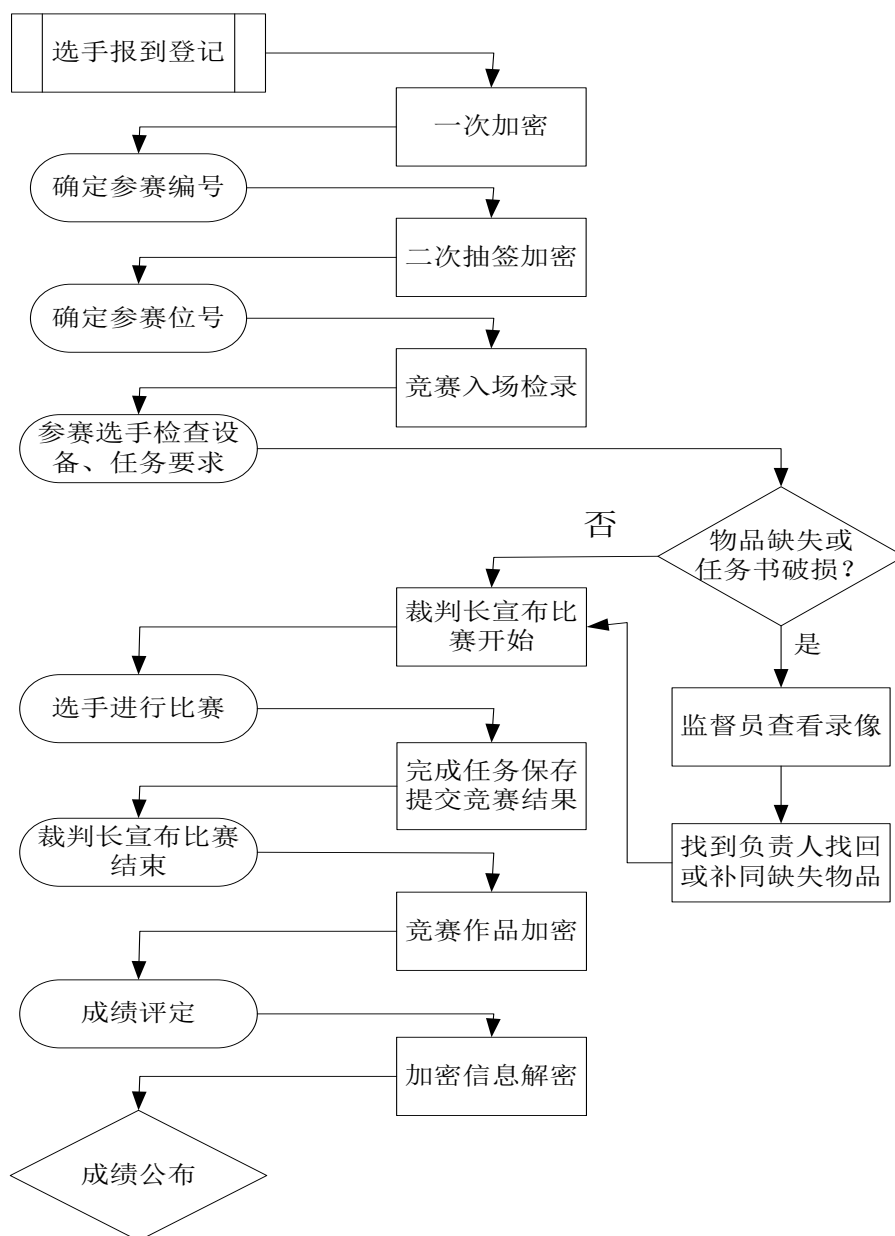 选手报到登记
一次加密
确定参赛编号
二次抽签加密
确定参赛位号
竞赛入场检录
参赛选手检查设
备、任务要求
物品缺失或
任务书破损？
否
是
裁判长宣布比
赛开始
选手进行比赛
监督员查看录像
完成任务保存
提交竞赛结果
裁判长宣布比赛
结束
找到负责人找回
或补同缺失物品
竞赛作品加密
成绩评定
加密信息解密
成绩公布